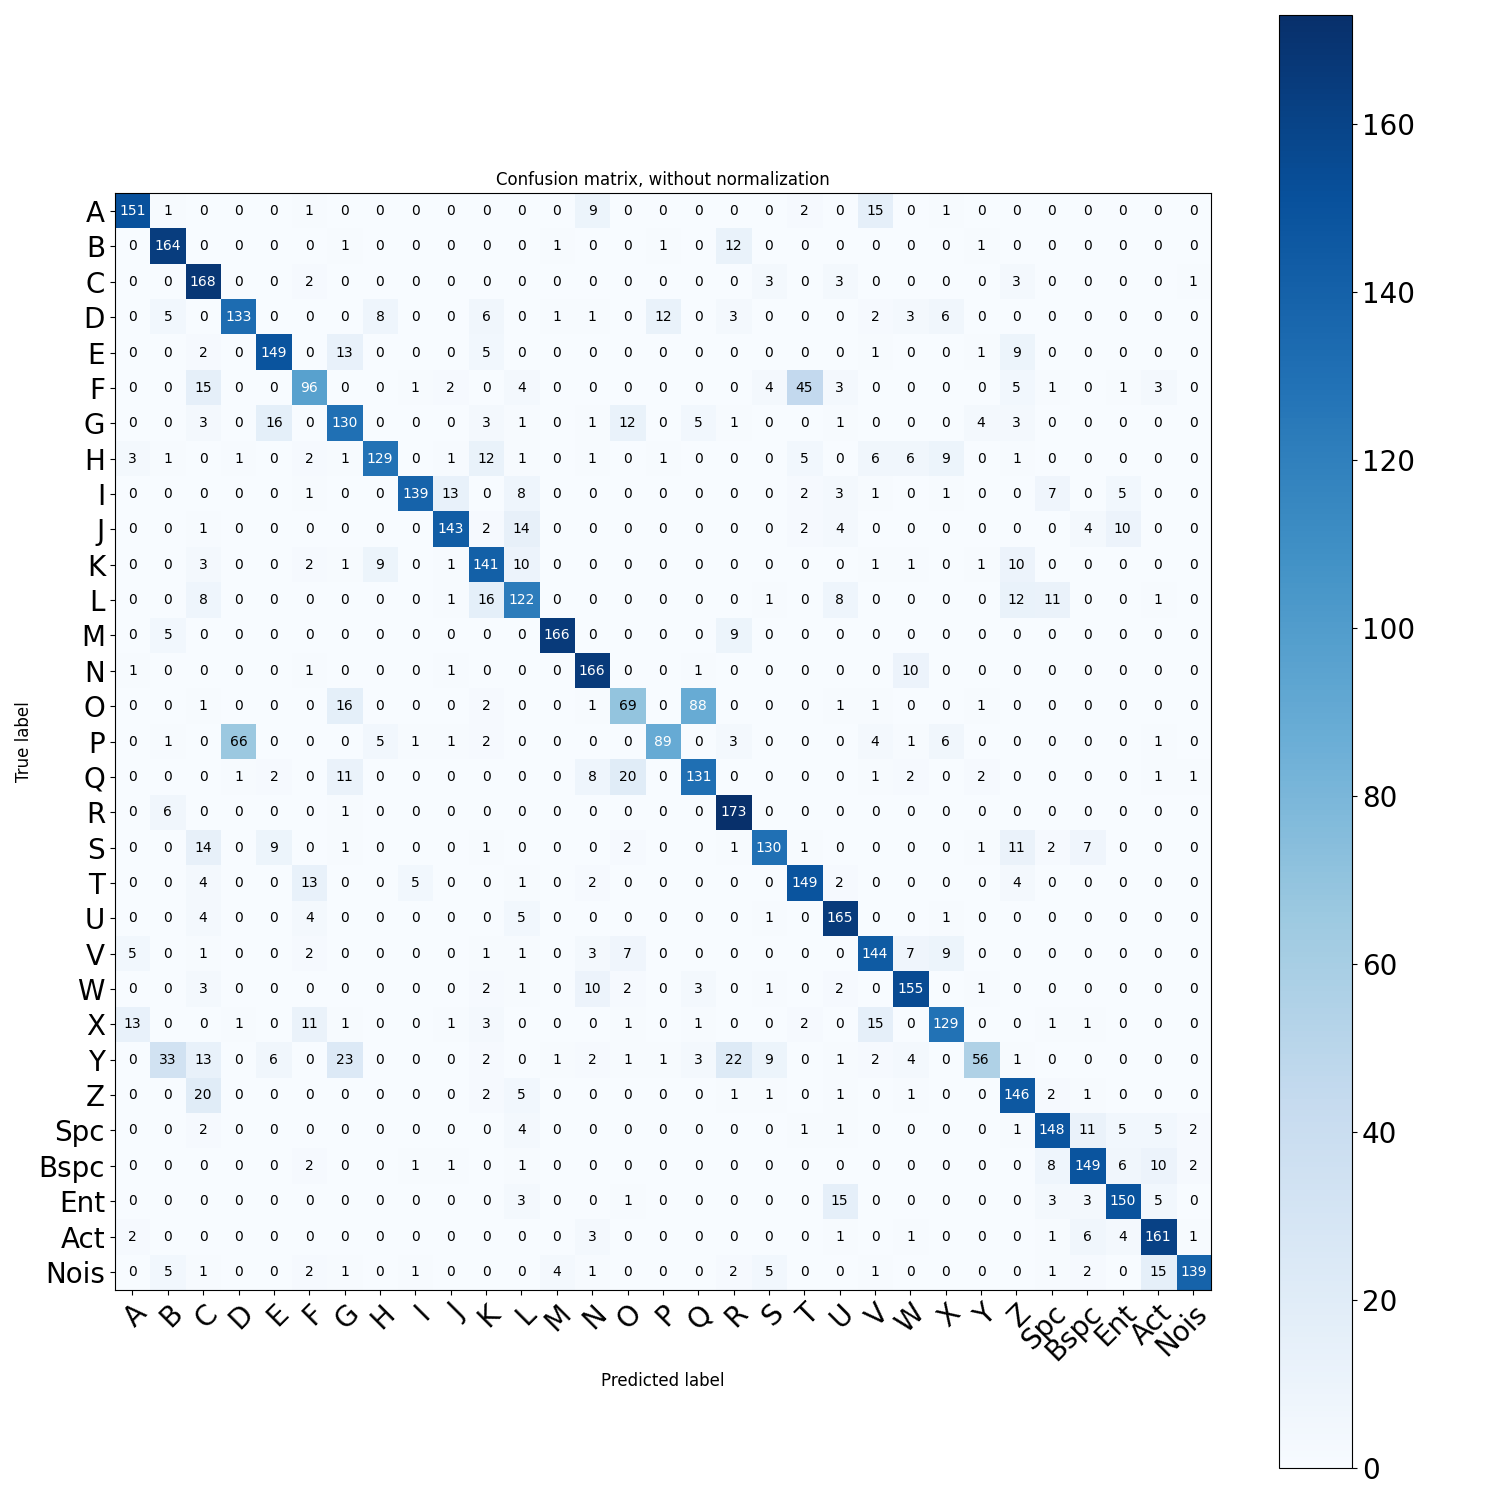 Confusion matrix, without normalization
True label
A 151 1 0 0 0 1 0 0 0 0 0 0 0 9 0 0 0 0 0 2 0 15 0 1 0 0 0 0 0 0 0
B 0 164 0 0 0 0 1 0 0 0 0 0 1 0 0 1 0 12 0 0 0 0 0 0 1 0 0 0 0 0 0
C 0 0 168 0 0 2 0 0 0 0 0 0 0 0 0 0 0 0 3 0 3 0 0 0 0 3 0 0 0 0 1
D 0 5 0 133 0 0 0 8 0 0 6 0 1 1 0 12 0 3 0 0 0 2 3 6 0 0 0 0 0 0 0
E 0 0 2 0 149 0 13 0 0 0 5 0 0 0 0 0 0 0 0 0 0 1 0 0 1 9 0 0 0 0 0
F 0 0 15 0 0 96 0 0 1 2 0 4 0 0 0 0 0 0 4 45 3 0 0 0 0 5 1 0 1 3 0
G 0 0 3 0 16 0 130 0 0 0 3 1 0 1 12 0 5 1 0 0 1 0 0 0 4 3 0 0 0 0 0
H 3 1 0 1 0 2 1 129 0 1 12 1 0 1 0 1 0 0 0 5 0 6 6 9 0 1 0 0 0 0 0
I 0 0 0 0 0 1 0 0 139 13 0 8 0 0 0 0 0 0 0 2 3 1 0 1 0 0 7 0 5 0 0
J 0 0 1 0 0 0 0 0 0 143 2 14 0 0 0 0 0 0 0 2 4 0 0 0 0 0 0 4 10 0 0
K 0 0 3 0 0 2 1 9 0 1 141 10 0 0 0 0 0 0 0 0 0 1 1 0 1 10 0 0 0 0 0
L 0 0 8 0 0 0 0 0 0 1 16 122 0 0 0 0 0 0 1 0 8 0 0 0 0 12 11 0 0 1 0
M 0 5 0 0 0 0 0 0 0 0 0 0 166 0 0 0 0 9 0 0 0 0 0 0 0 0 0 0 0 0 0
N 1 0 0 0 0 1 0 0 0 1 0 0 0 166 0 0 1 0 0 0 0 0 10 0 0 0 0 0 0 0 0
O 0 0 1 0 0 0 16 0 0 0 2 0 0 1 69 0 88 0 0 0 1 1 0 0 1 0 0 0 0 0 0
P 0 1 0 66 0 0 0 5 1 1 2 0 0 0 0 89 0 3 0 0 0 4 1 6 0 0 0 0 0 1 0
Q 0 0 0 1 2 0 11 0 0 0 0 0 0 8 20 0 131 0 0 0 0 1 2 0 2 0 0 0 0 1 1
R 0 6 0 0 0 0 1 0 0 0 0 0 0 0 0 0 0 173 0 0 0 0 0 0 0 0 0 0 0 0 0
S 0 0 14 0 9 0 1 0 0 0 1 0 0 0 2 0 0 1 130 1 0 0 0 0 1 11 2 7 0 0 0
T 0 0 4 0 0 13 0 0 5 0 0 1 0 2 0 0 0 0 0 149 2 0 0 0 0 4 0 0 0 0 0
U 0 0 4 0 0 4 0 0 0 0 0 5 0 0 0 0 0 0 1 0 165 0 0 1 0 0 0 0 0 0 0
V 5 0 1 0 0 2 0 0 0 0 1 1 0 3 7 0 0 0 0 0 0 144 7 9 0 0 0 0 0 0 0
W 0 0 3 0 0 0 0 0 0 0 2 1 0 10 2 0 3 0 1 0 2 0 155 0 1 0 0 0 0 0 0
X 13 0 0 1 0 11 1 0 0 1 3 0 0 0 1 0 1 0 0 2 0 15 0 129 0 0 1 1 0 0 0
Y 0 33 13 0 6 0 23 0 0 0 2 0 1 2 1 1 3 22 9 0 1 2 4 0 56 1 0 0 0 0 0
Z 0 0 20 0 0 0 0 0 0 0 2 5 0 0 0 0 0 1 1 0 1 0 1 0 0 146 2 1 0 0 0
Spc 0 0 2 0 0 0 0 0 0 0 0 4 0 0 0 0 0 0 0 1 1 0 0 0 0 1 148 11 5 5 2
Bspc 0 0 0 0 0 2 0 0 1 1 0 1 0 0 0 0 0 0 0 0 0 0 0 0 0 0 8 149 6 10 2
Ent 0 0 0 0 0 0 0 0 0 0 0 3 0 0 1 0 0 0 0 0 15 0 0 0 0 0 3 3 150 5 0
Act 2 0 0 0 0 0 0 0 0 0 0 0 0 3 0 0 0 0 0 0 1 0 1 0 0 0 1 6 4 161 1
Nois 0 5 1 0 0 2 1 0 1 0 0 0 4 1 0 0 0 2 5 0 0 1 0 0 0 0 1 2 0 15 139
A B C D E F G H I J K L M N O P Q R S T U V W X Y Z Spc Bspc Ent Act Nois
Predicted label
160
140
120
100
80
60
40
20
0